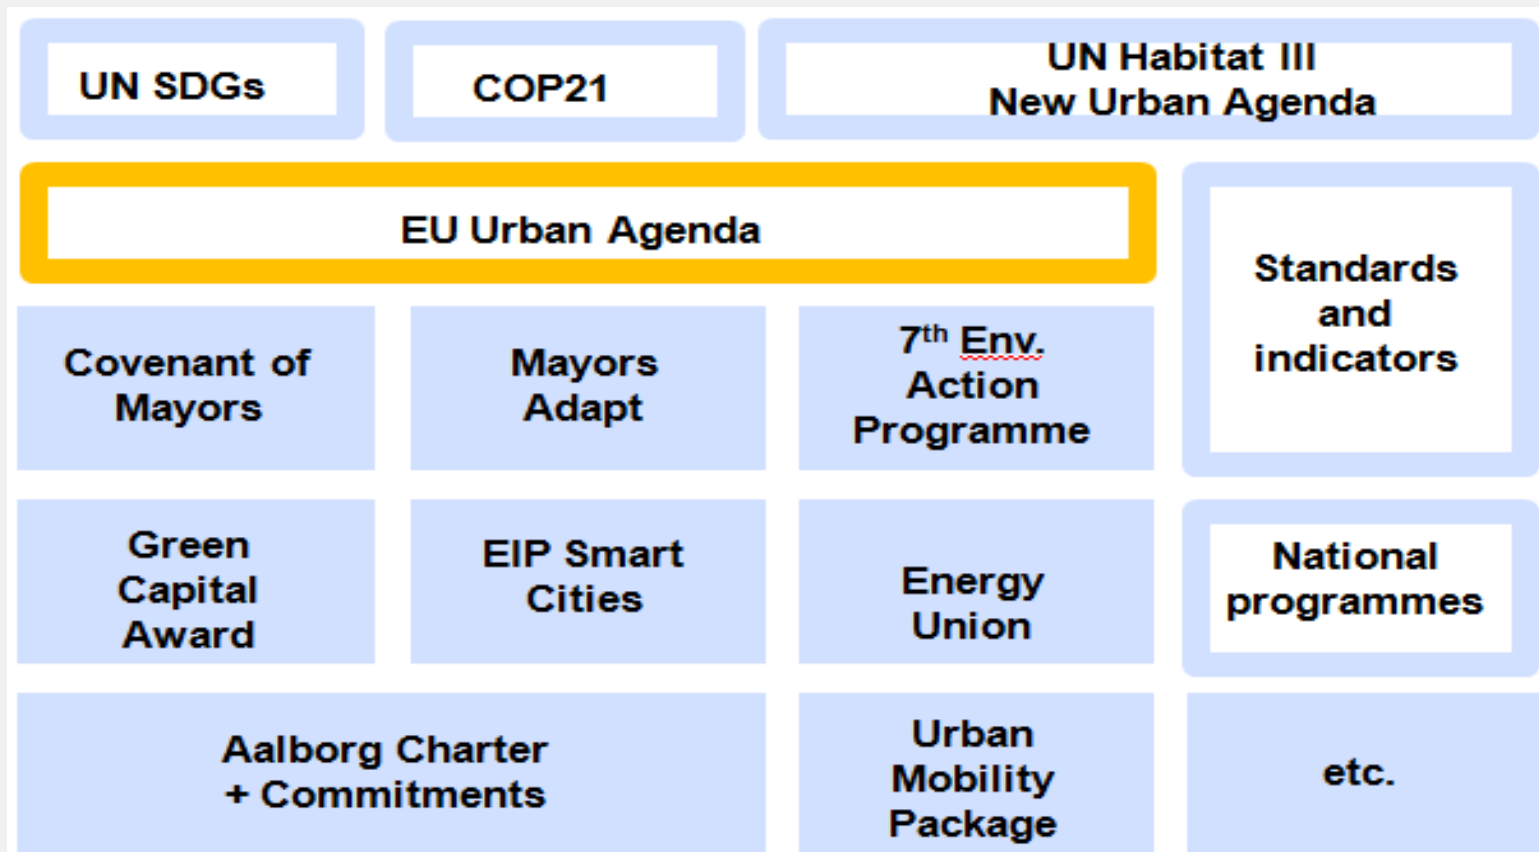 UN SDGs
COP21
UN Habitat III
New Urban Agenda
EU Urban Agenda
Standards
and
indicators
Covenant of
Mayors
Mayors
Adapt
7th Env.
Action
Programme
Green
Capital
Award
EIP Smart
Cities
Energy
Union
National
programmes
Aalborg Charter
+ Commitments
Urban
Mobility
Package
etc.